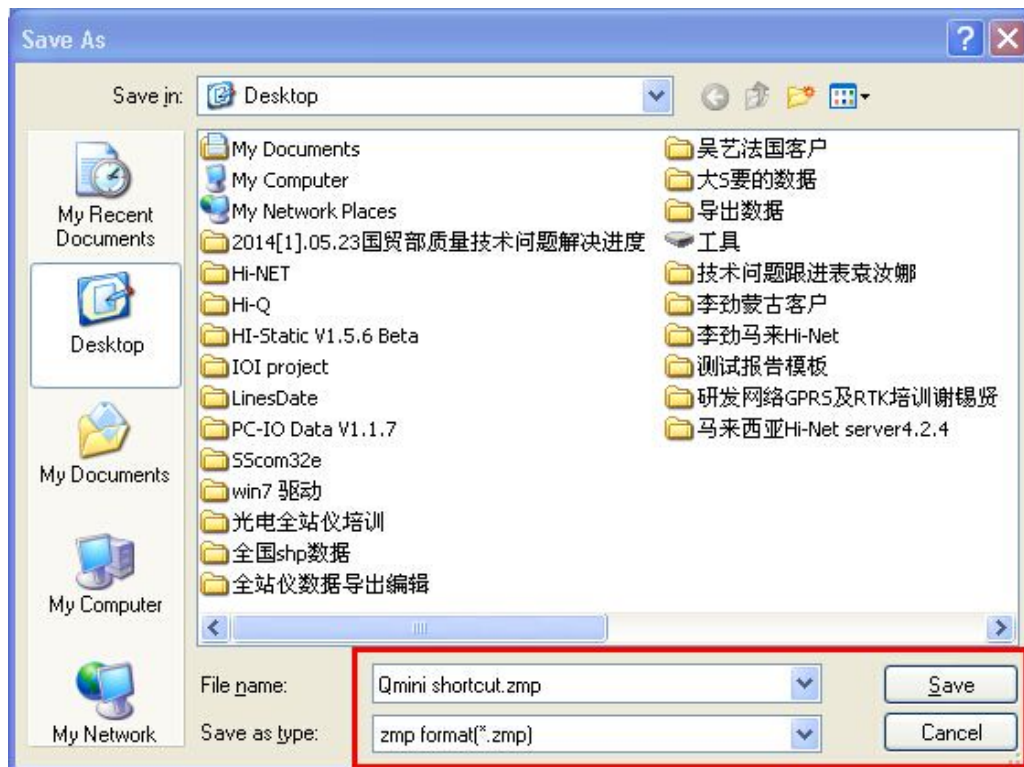 Save As
Save in:
Desktop
My Recent
Documents
Desktop
My Documents
My Computer
My Network
My Documents
My Computer
My Network Places
2014[1].05.23国贸部质量技术问题解决进度
Hi-NET
Hi-Q
HI-Static V1.5.6 Beta
IOI project
LinesDate
PC-IO Data V1.1.7
SScom32e
win7 驱动
光电全站仪培训
全国shp数据
全站仪数据导出编辑
吴艺法国客户
大S要的数据
导出数据
工具
技术问题跟进表袁汝娜
李劲蒙古客户
李劲马来Hi-Net
测试报告模板
研发网络GPRS及RTK培训谢锡贤
马来西亚Hi-Net server4.2.4
File name:
Qmini shortcut.zmp
Save
Save as type:
zmp format(*.zmp)
Cancel